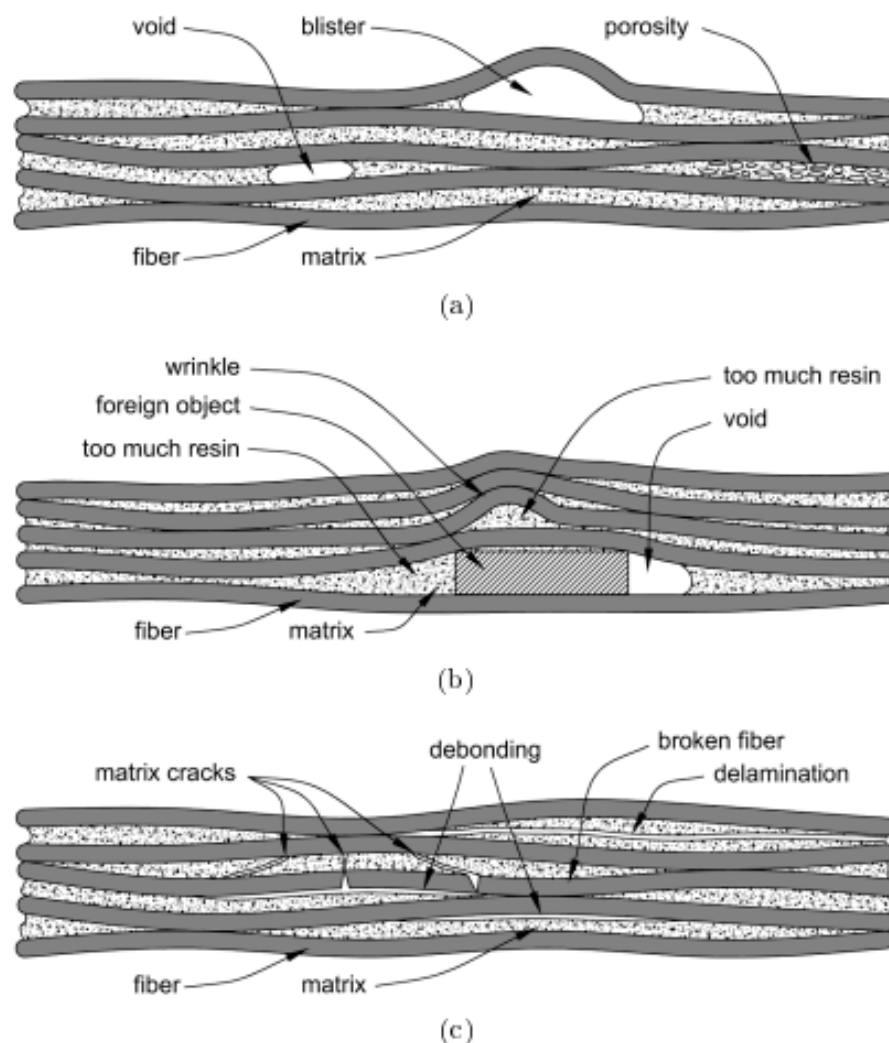 void blister porosity
fiber matrix
(a)
wrinkle
too much resin
foreign object
void
too much resin
fiber matrix
(b)
broken fiber
debonding
matrix cracks
delamination
fiber matrix
(c)